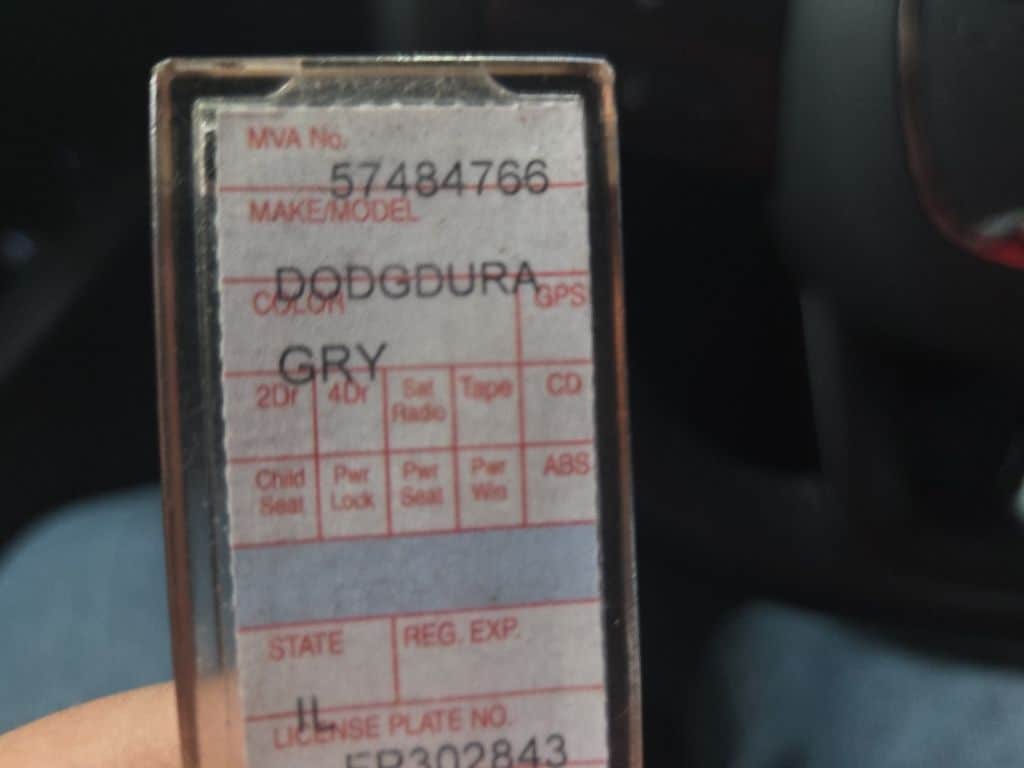 MVA No.
57484766
MAKE/MODEL
DODGDURA
COLOR GPS
GRY
2Dr 4Dr Sat Radio Tape CD
Child Seat Pwr Lock Pwr Seat Pwr Win ABS
STATE REG. EXP.
IL
LICENSE PLATE NO.